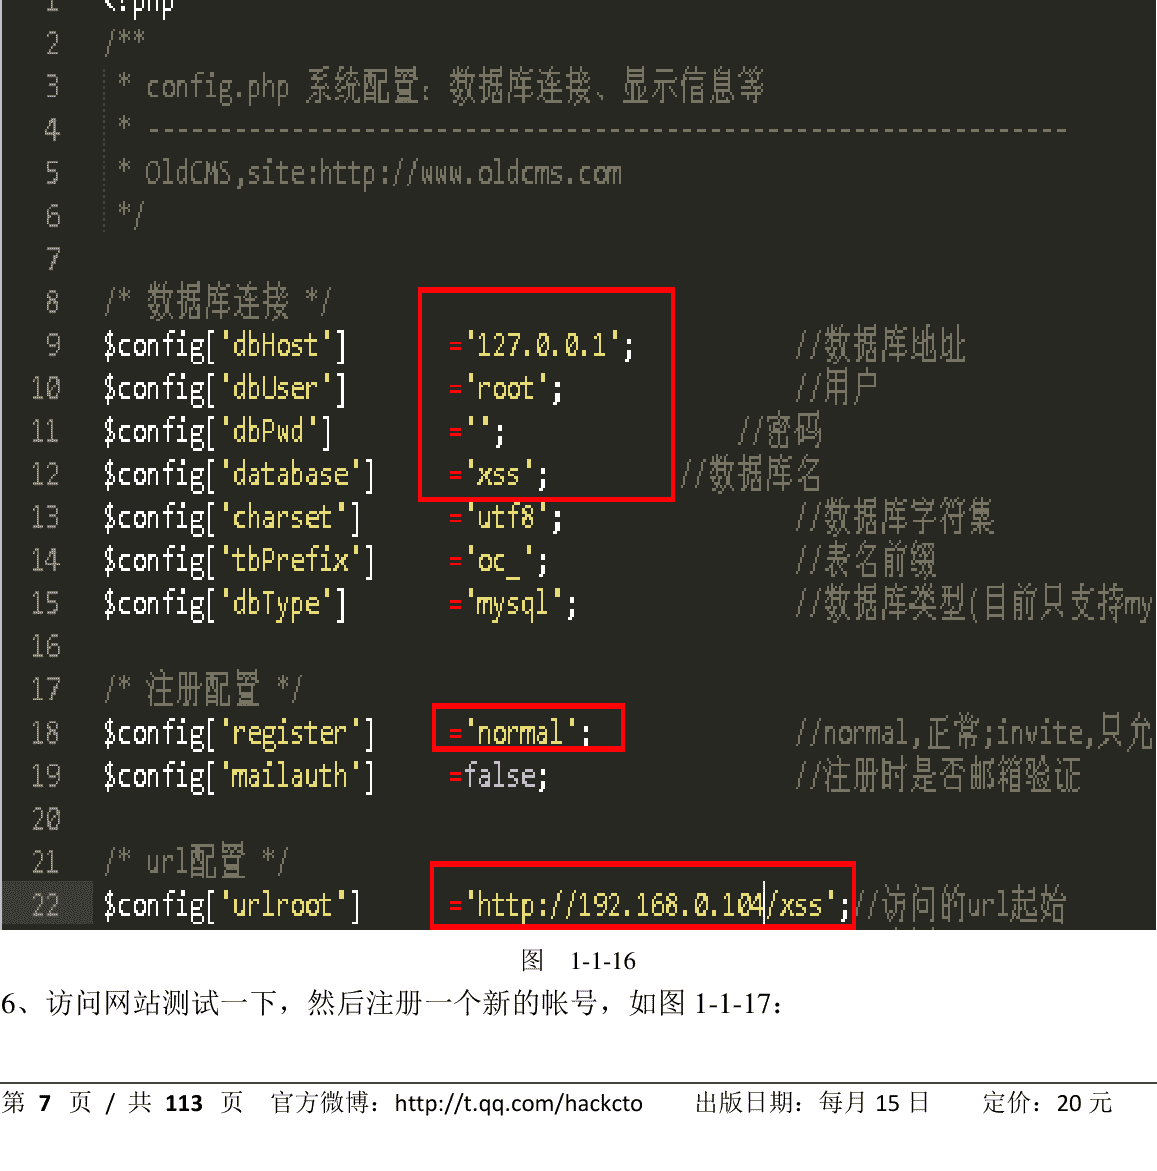 1 <?php
2 /**
3 * config.php 系统配置：数据库连接、显示信息等
4 * ----------------------------------------------------------------
5 * OldCMS,site:http://www.oldcms.com
6 */
7
8 /* 数据库连接 */
9 $config['dbHost'] ='127.0.0.1'; //数据库地址
10 $config['dbUser'] ='root'; //用户
11 $config['dbPwd'] =''; //密码
12 $config['database'] ='xss'; //数据库名
13 $config['charset'] ='utf8'; //数据库字符集
14 $config['tbPrefix'] ='oc_'; //表名前缀
15 $config['dbType'] ='mysql'; //数据库类型(目前只支持my
16
17 /* 注册配置 */
18 $config['register'] ='normal'; //normal,正常;invite,只允
19 $config['mailauth'] =false; //注册时是否邮箱验证
20
21 /* url配置 */
22 $config['urlroot'] ='http://192.168.0.104/xss';//访问的url起始
图 1-1-16
6、访问网站测试一下，然后注册一个新的帐号，如图 1-1-17：
第 7 页 / 共 113 页 官方微博：http://t.qq.com/hackcto 出版日期：每月 15 日 定价：20 元